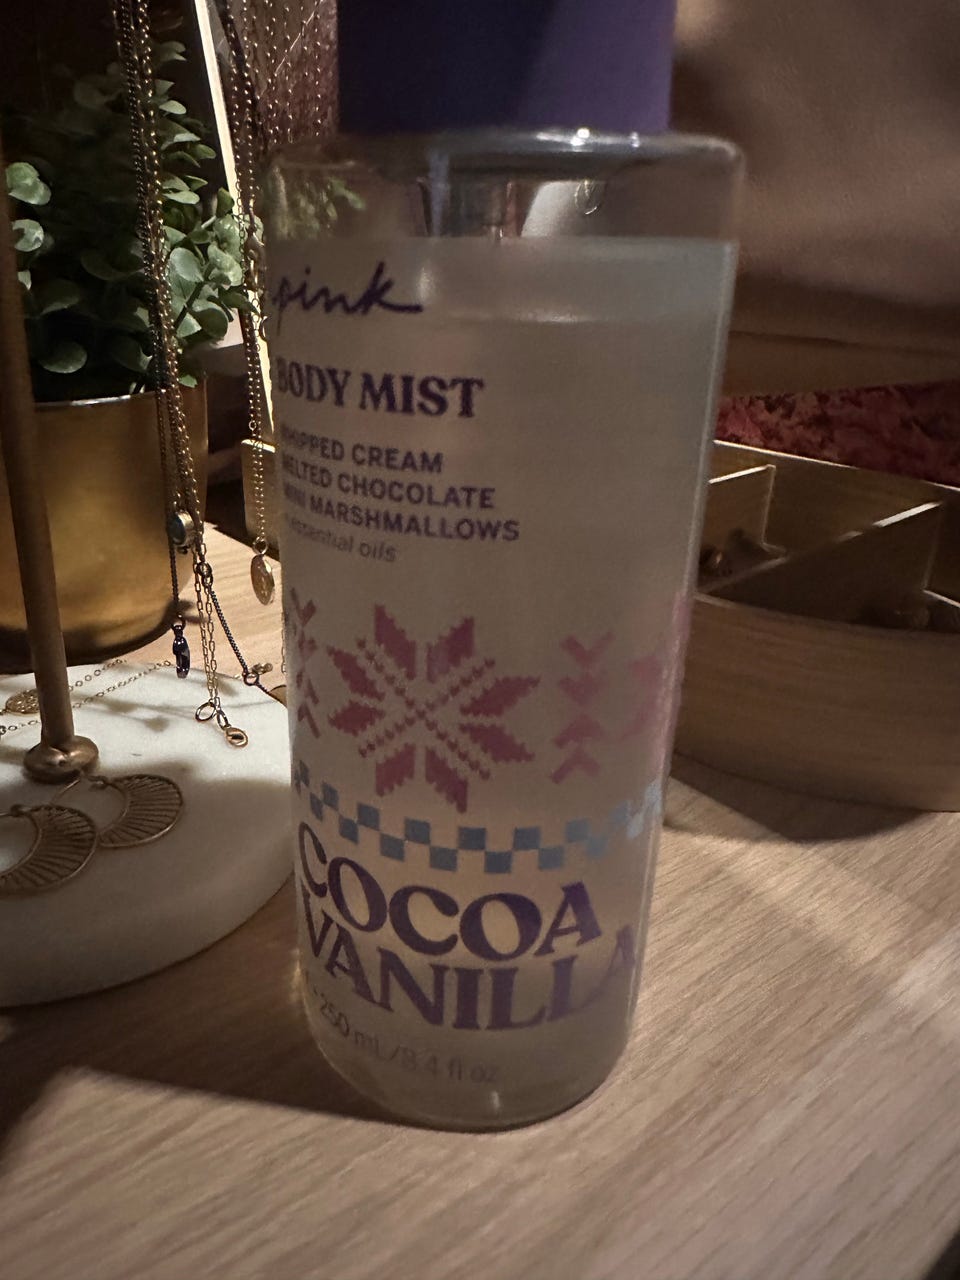 pink
BODY MIST
WHIPPED CREAM
MELTED CHOCOLATE
MINI MARSHMALLOWS
essential oils
COCOA
VANILLA
250 mL/8.4 fl oz